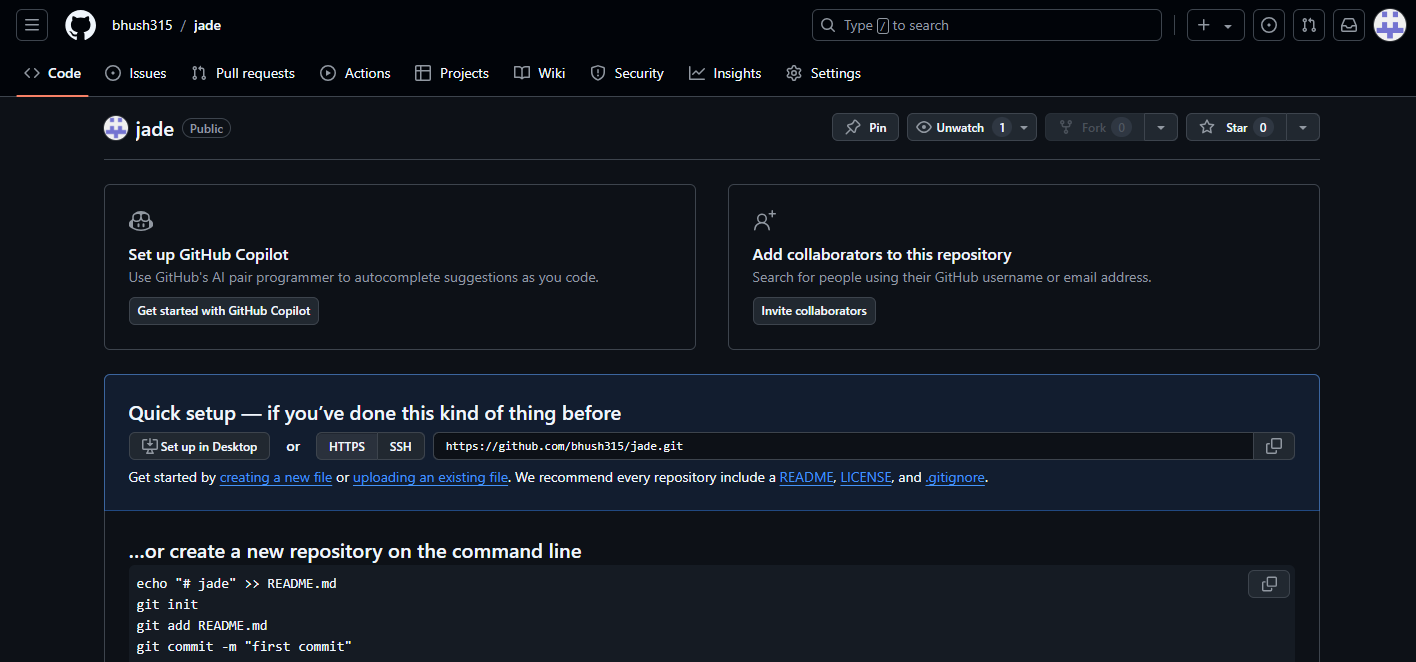 bhush315 / jade
Type / to search
Code Issues Pull requests Actions Projects Wiki Security Insights Settings
jade Public
Pin Unwatch 1 Fork 0 Star 0
Set up GitHub Copilot
Use GitHub's AI pair programmer to autocomplete suggestions as you code.
Get started with GitHub Copilot
Add collaborators to this repository
Search for people using their GitHub username or email address.
Invite collaborators
Quick setup — if you’ve done this kind of thing before
Set up in Desktop or HTTPS SSH https://github.com/bhush315/jade.git
Get started by creating a new file or uploading an existing file. We recommend every repository include a README, LICENSE, and .gitignore.
…or create a new repository on the command line
echo "# jade" >> README.md
git init
git add README.md
git commit -m "first commit"